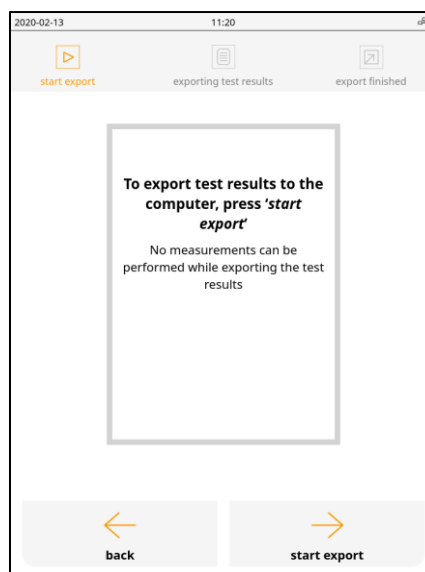 2020-02-13 11:20
start export exporting test results export finished
To export test results to the
computer, press 'start
export'
No measurements can be
performed while exporting the test
results
back start export